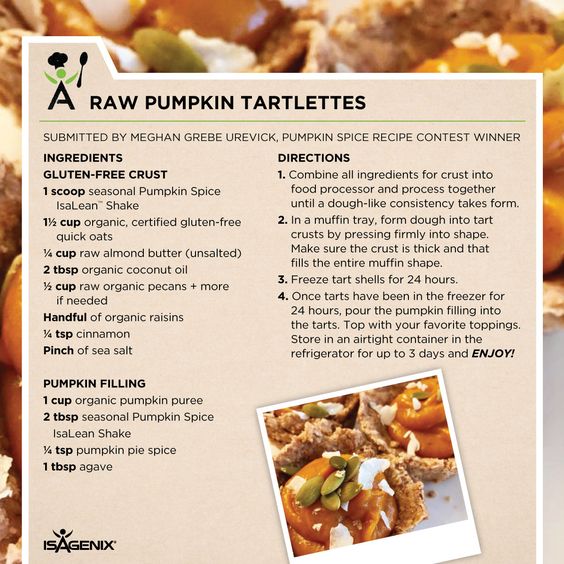 RAW PUMPKIN TARTLETTES
SUBMITTED BY MEGHAN GREBE UREVICK, PUMPKIN SPICE RECIPE CONTEST WINNER
INGREDIENTS
GLUTEN-FREE CRUST
1 scoop seasonal Pumpkin Spice
IsaLean™ Shake
1½ cup organic, certified gluten-free
quick oats
¼ cup raw almond butter (unsalted)
2 tbsp organic coconut oil
½ cup raw organic pecans + more
if needed
Handful of organic raisins
¼ tsp cinnamon
Pinch of sea salt
PUMPKIN FILLING
1 cup organic pumpkin puree
2 tbsp seasonal Pumpkin Spice
IsaLean Shake
¼ tsp pumpkin pie spice
1 tbsp agave
DIRECTIONS
1. Combine all ingredients for crust into
food processor and process together
until a dough-like consistency takes form.
2. In a muffin tray, form dough into tart
crusts by pressing firmly into shape.
Make sure the crust is thick and that
fills the entire muffin shape.
3. Freeze tart shells for 24 hours.
4. Once tarts have been in the freezer for
24 hours, pour the pumpkin filling into
the tarts. Top with your favorite toppings.
Store in an airtight container in the
refrigerator for up to 3 days and ENJOY!
ISAGENIX®